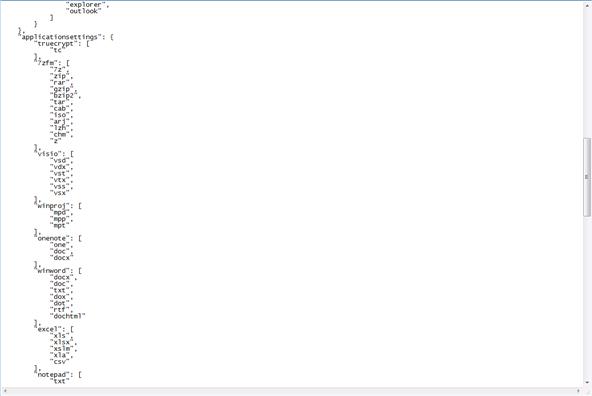 "explorer",
"outlook"
]
}
},
"applicationsettings": {
"truecrypt": [
"tc"
],
"7zfm": [
"7z",
"zip",
"rar",
"gzip",
"bzip2",
"tar",
"cab",
"iso",
"arj",
"lzh",
"chm",
"z"
],
"visio": [
"vsd",
"vdx",
"vst",
"vtx",
"vss",
"vsx"
],
"winproj": [
"mpd",
"mpp",
"mpt"
],
"onenote": [
"one",
"doc",
"docx"
],
"winword": [
"docx",
"doc",
"txt",
"dox",
"dot",
"rtf",
"dochtml"
],
"excel": [
"xls",
"xlsx",
"xslm",
"xla",
"csv"
],
"notepad": [
"txt"